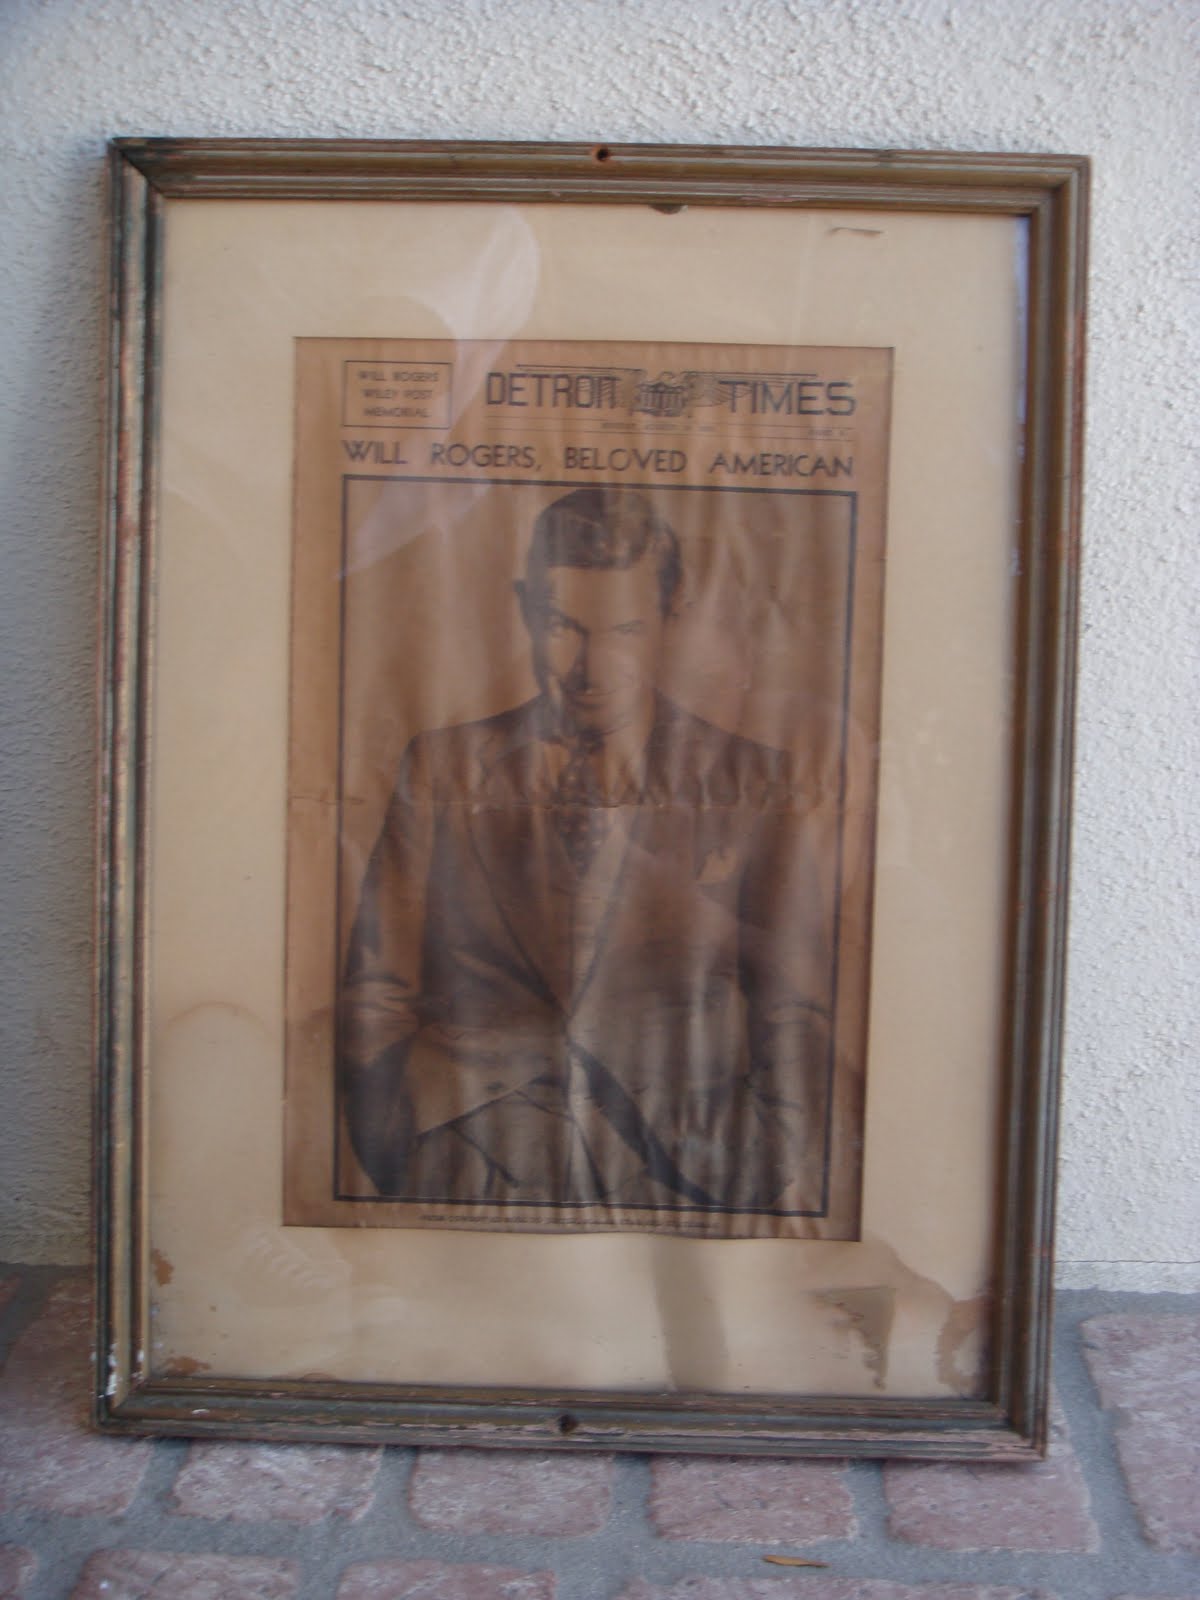 WILL ROGERS
WILEY POST
MEMORIAL
DETROIT TIMES
WILL ROGERS, BELOVED AMERICAN